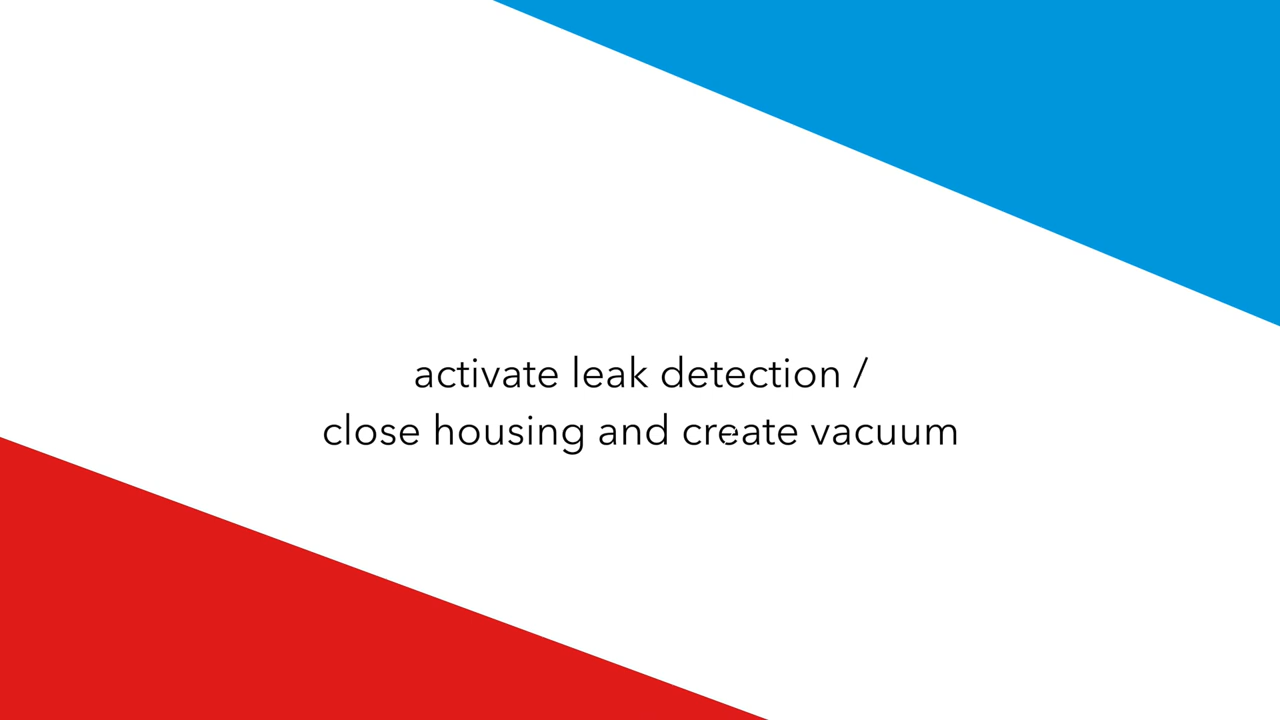 activate leak detection /
close housing and create vacuum